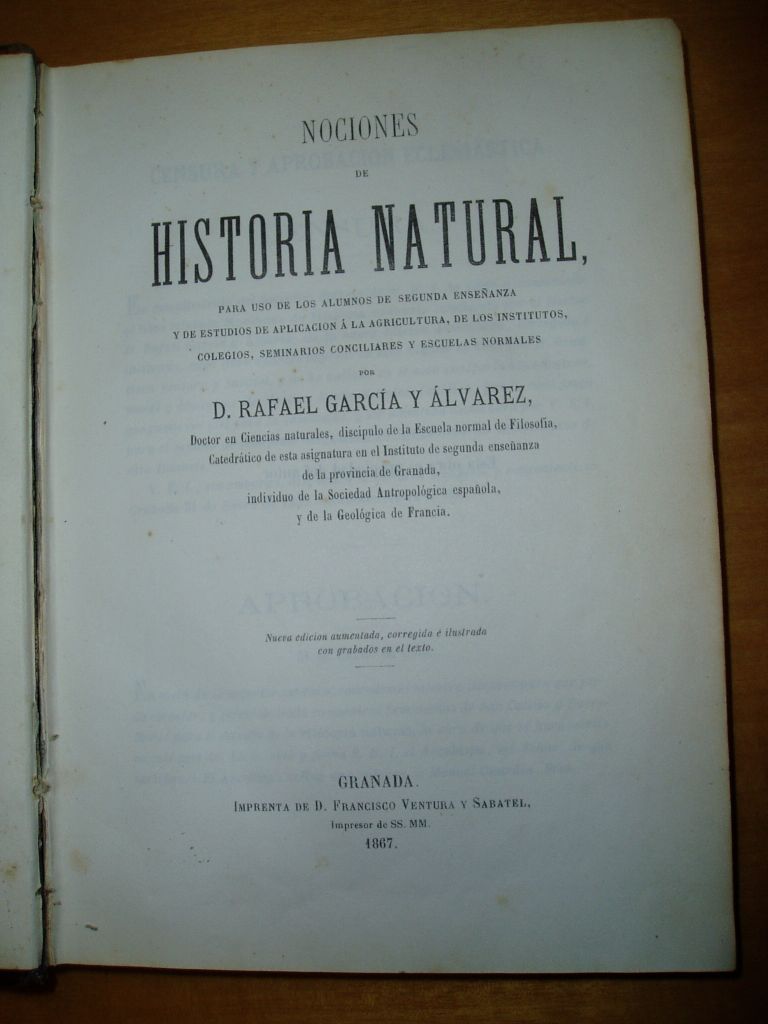 NOCIONES
DE
HISTORIA NATURAL,
PARA USO DE LOS ALUMNOS DE SEGUNDA ENSEÑANZA
Y DE ESTUDIOS DE APLICACION Á LA AGRICULTURA, DE LOS INSTITUTOS,
COLEGIOS, SEMINARIOS CONCILIARES Y ESCUELAS NORMALES
POR
D. RAFAEL GARCÍA Y ÁLVAREZ,
Doctor en Ciencias naturales, discipulo de la Escuela normal de Filosofía,
Catedrático de esta asignatura en el Instituto de segunda enseñanza
de la provincia de Granada,
individuo de la Sociedad Antropológica española,
y de la Geológica de Francia.
APROBACION.
Nueva edicion aumentada, corregida é ilustrada
con grabados en el texto.
GRANADA.
IMPRENTA DE D. FRANCISCO VENTURA Y SABATEL,
Impresor de SS. MM.
1867.